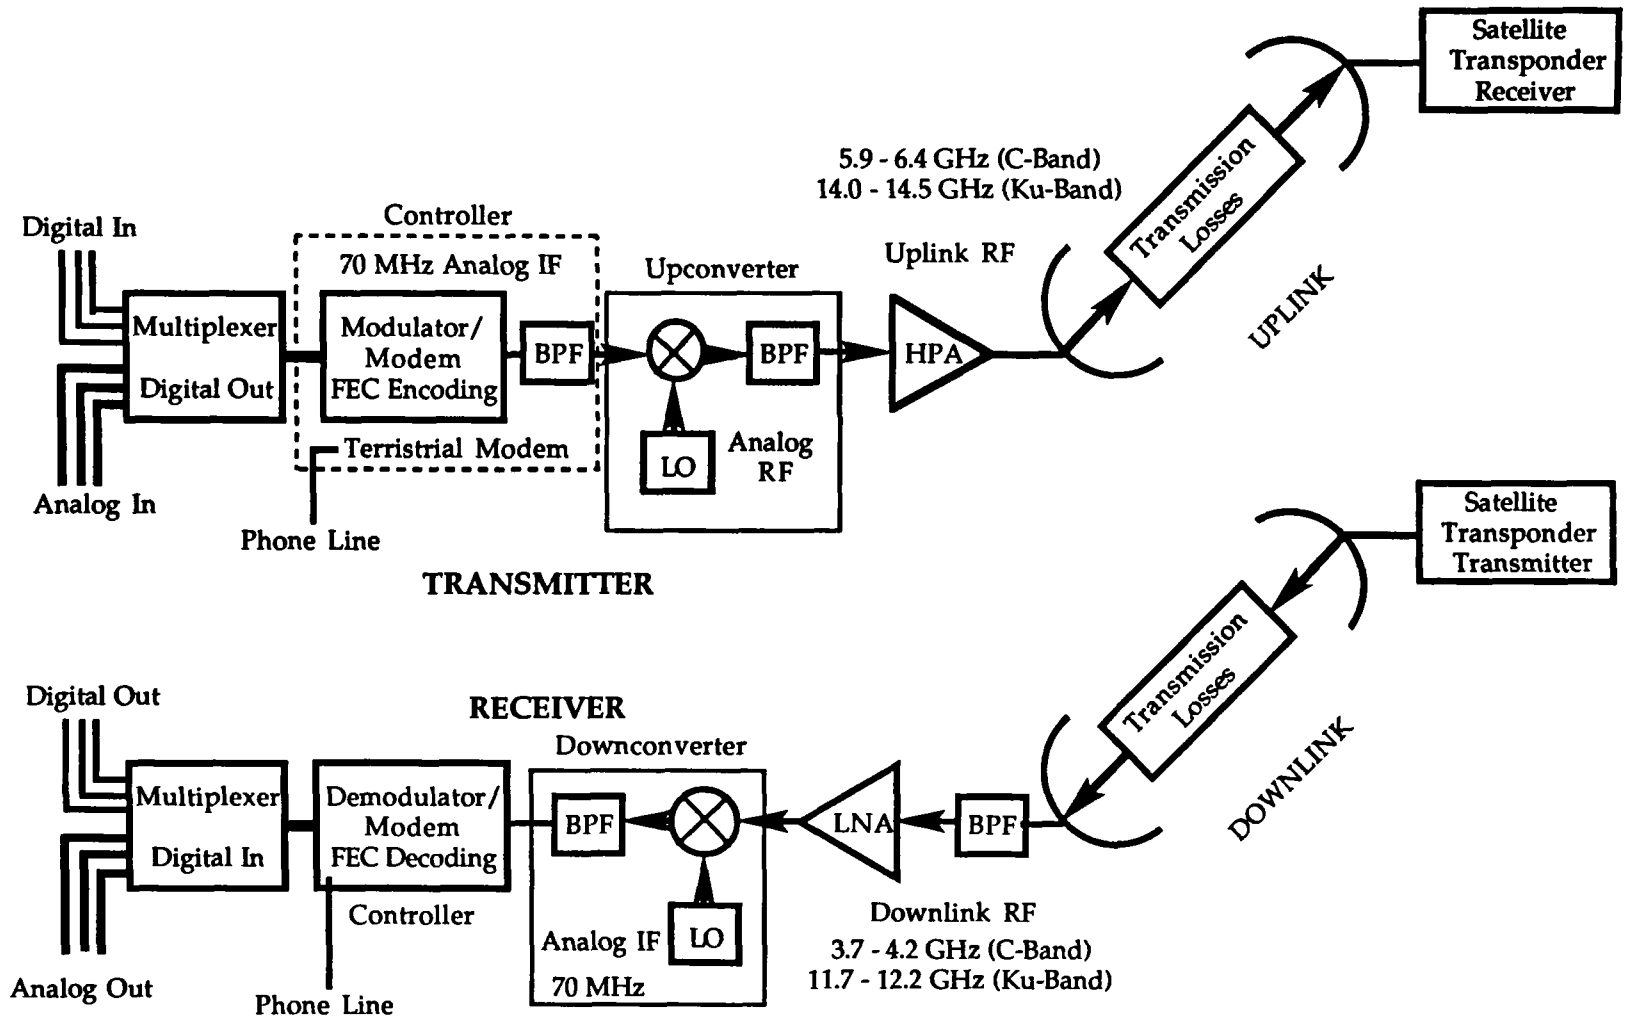 Satellite
Transponder
Receiver
5.9 - 6.4 GHz (C-Band)
14.0 - 14.5 GHz (Ku-Band)
Transmission
Losses
UPLINK
Digital In
Controller
70 MHz Analog IF
Upconverter
Uplink RF
Multiplexer
Digital Out
Modulator/
Modem
FEC Encoding
BPF
BPF
HPA
LO
Analog
RF
Terristrial Modem
Analog In
Phone Line
TRANSMITTER
Satellite
Transponder
Transmitter
Transmission
Losses
DOWNLINK
Digital Out
RECEIVER
Downconverter
Multiplexer
Digital In
Demodulator/
Modem
FEC Decoding
BPF
LNA
BPF
Controller
Analog IF
LO
70 MHz
Downlink RF
3.7 - 4.2 GHz (C-Band)
11.7 - 12.2 GHz (Ku-Band)
Analog Out
Phone Line